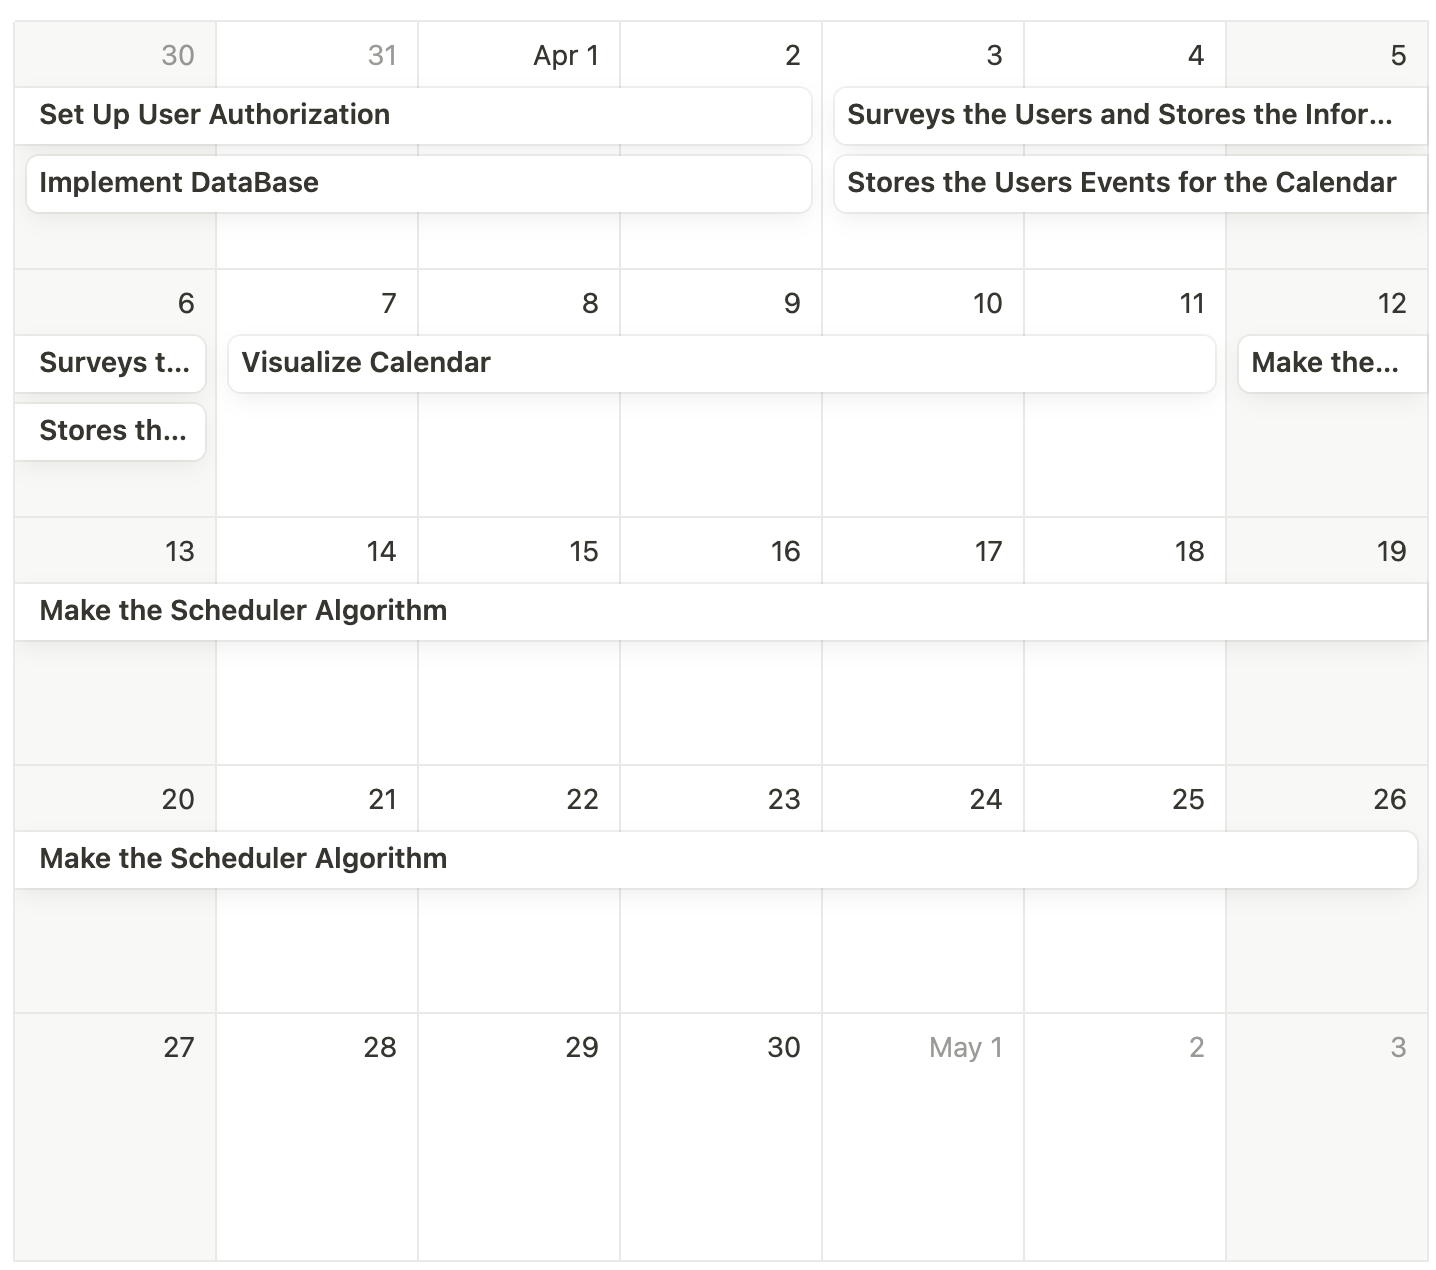 30 31 Apr 1 2 3 4 5
Set Up User Authorization Surveys the Users and Stores the Infor...
Implement DataBase Stores the Users Events for the Calendar
6 7 8 9 10 11 12
Surveys t... Visualize Calendar Make the...
Stores th...
13 14 15 16 17 18 19
Make the Scheduler Algorithm
20 21 22 23 24 25 26
Make the Scheduler Algorithm
27 28 29 30 May 1 2 3